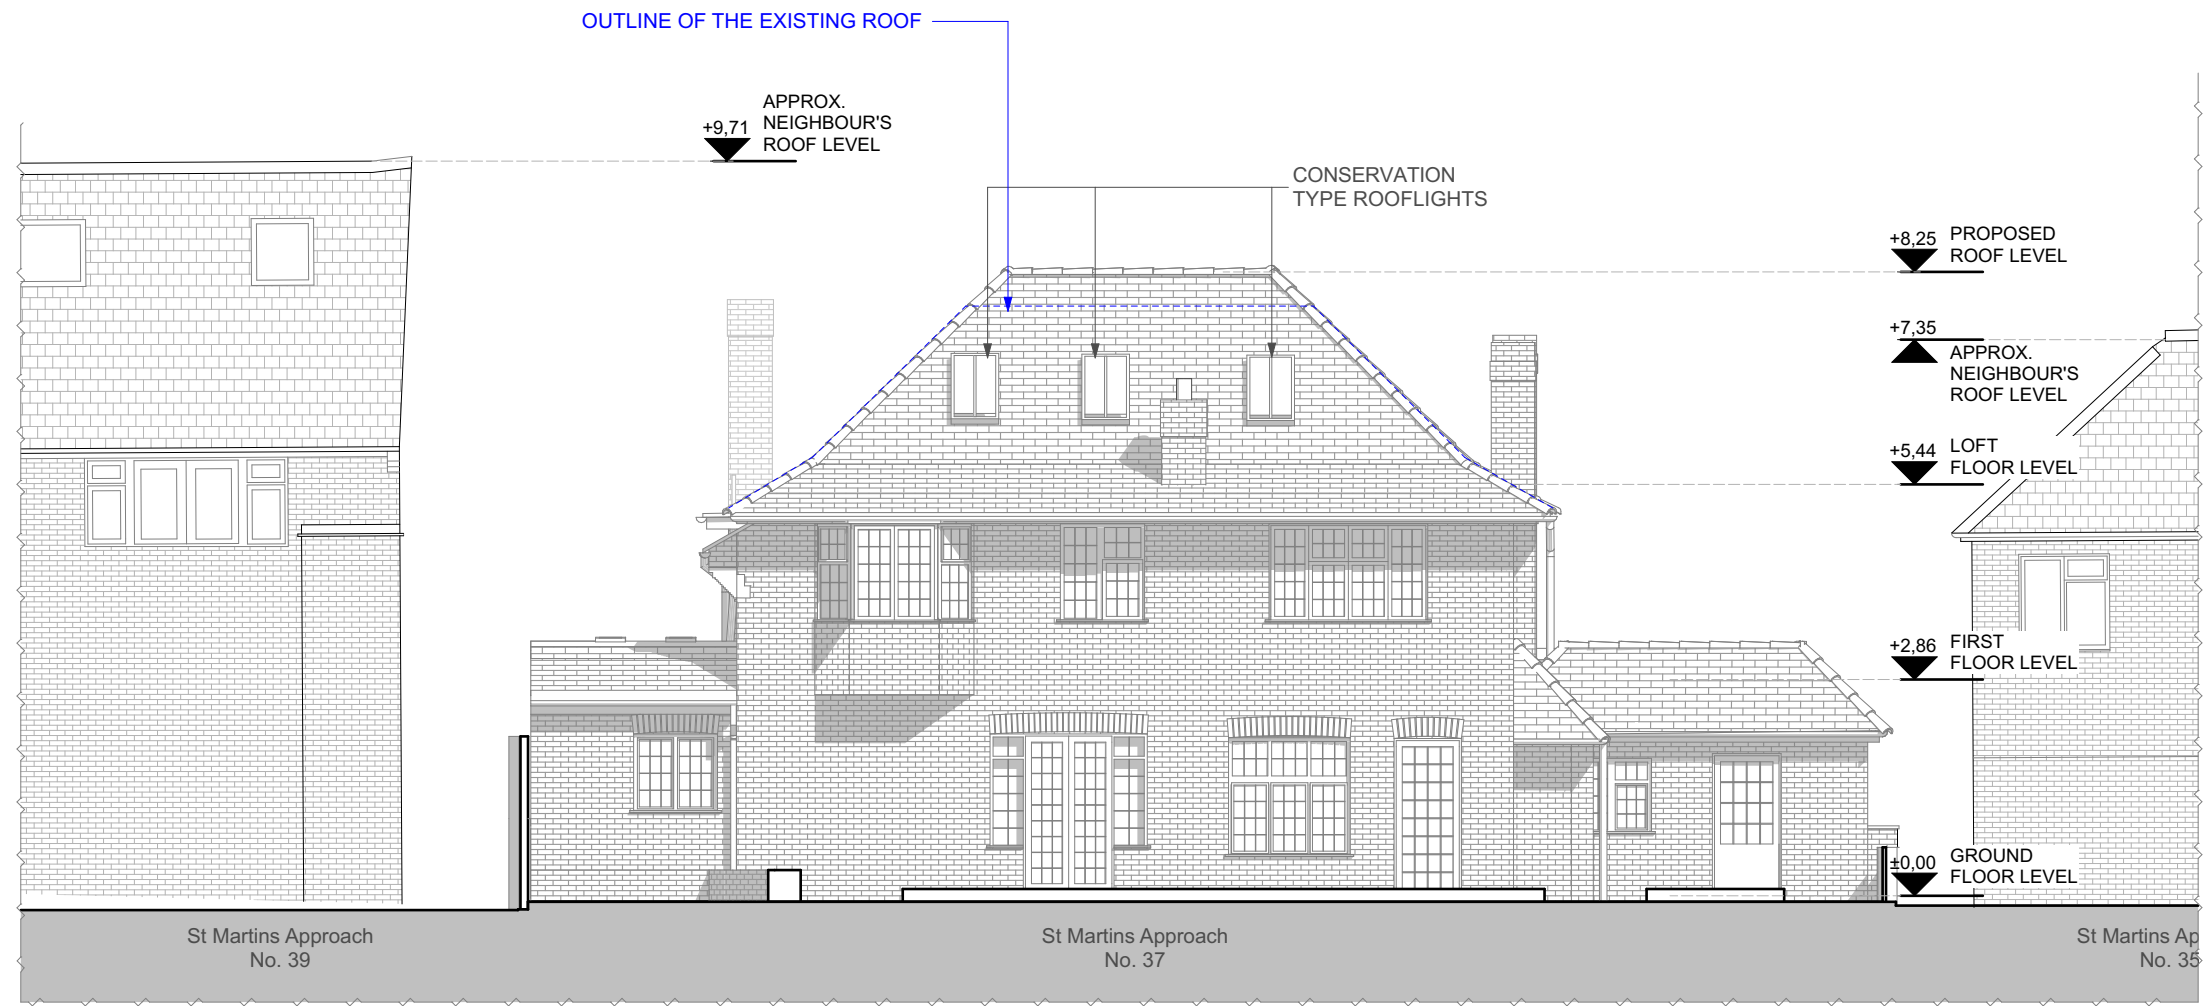 OUTLINE OF THE EXISTING ROOF
+9,71
APPROX.
NEIGHBOUR'S
ROOF LEVEL
CONSERVATION
TYPE ROOFLIGHTS
+8,25
PROPOSED
ROOF LEVEL
+7,35
APPROX.
NEIGHBOUR'S
ROOF LEVEL
+5,44
LOFT
FLOOR LEVEL
+2,86
FIRST
FLOOR LEVEL
±0,00
GROUND
FLOOR LEVEL
St Martins Approach
No. 39
St Martins Approach
No. 37
St Martins Ap
No. 35